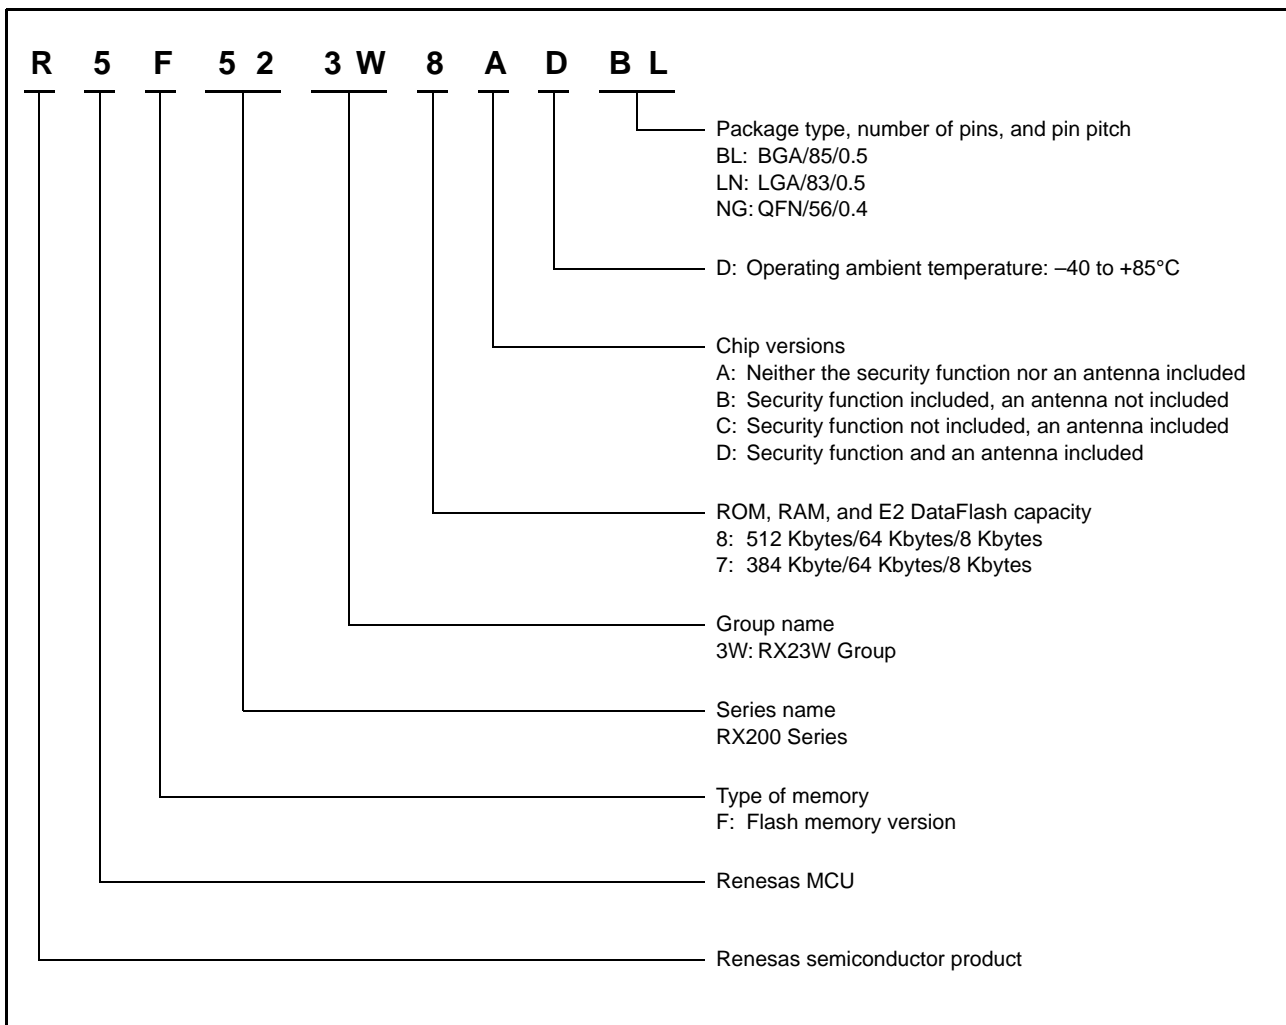 R 5 F 5 2 3 W 8 A D B L
Package type, number of pins, and pin pitch
BL: BGA/85/0.5
LN: LGA/83/0.5
NG: QFN/56/0.4
D: Operating ambient temperature: –40 to +85°C
Chip versions
A: Neither the security function nor an antenna included
B: Security function included, an antenna not included
C: Security function not included, an antenna included
D: Security function and an antenna included
ROM, RAM, and E2 DataFlash capacity
8: 512 Kbytes/64 Kbytes/8 Kbytes
7: 384 Kbyte/64 Kbytes/8 Kbytes
Group name
3W: RX23W Group
Series name
RX200 Series
Type of memory
F: Flash memory version
Renesas MCU
Renesas semiconductor product